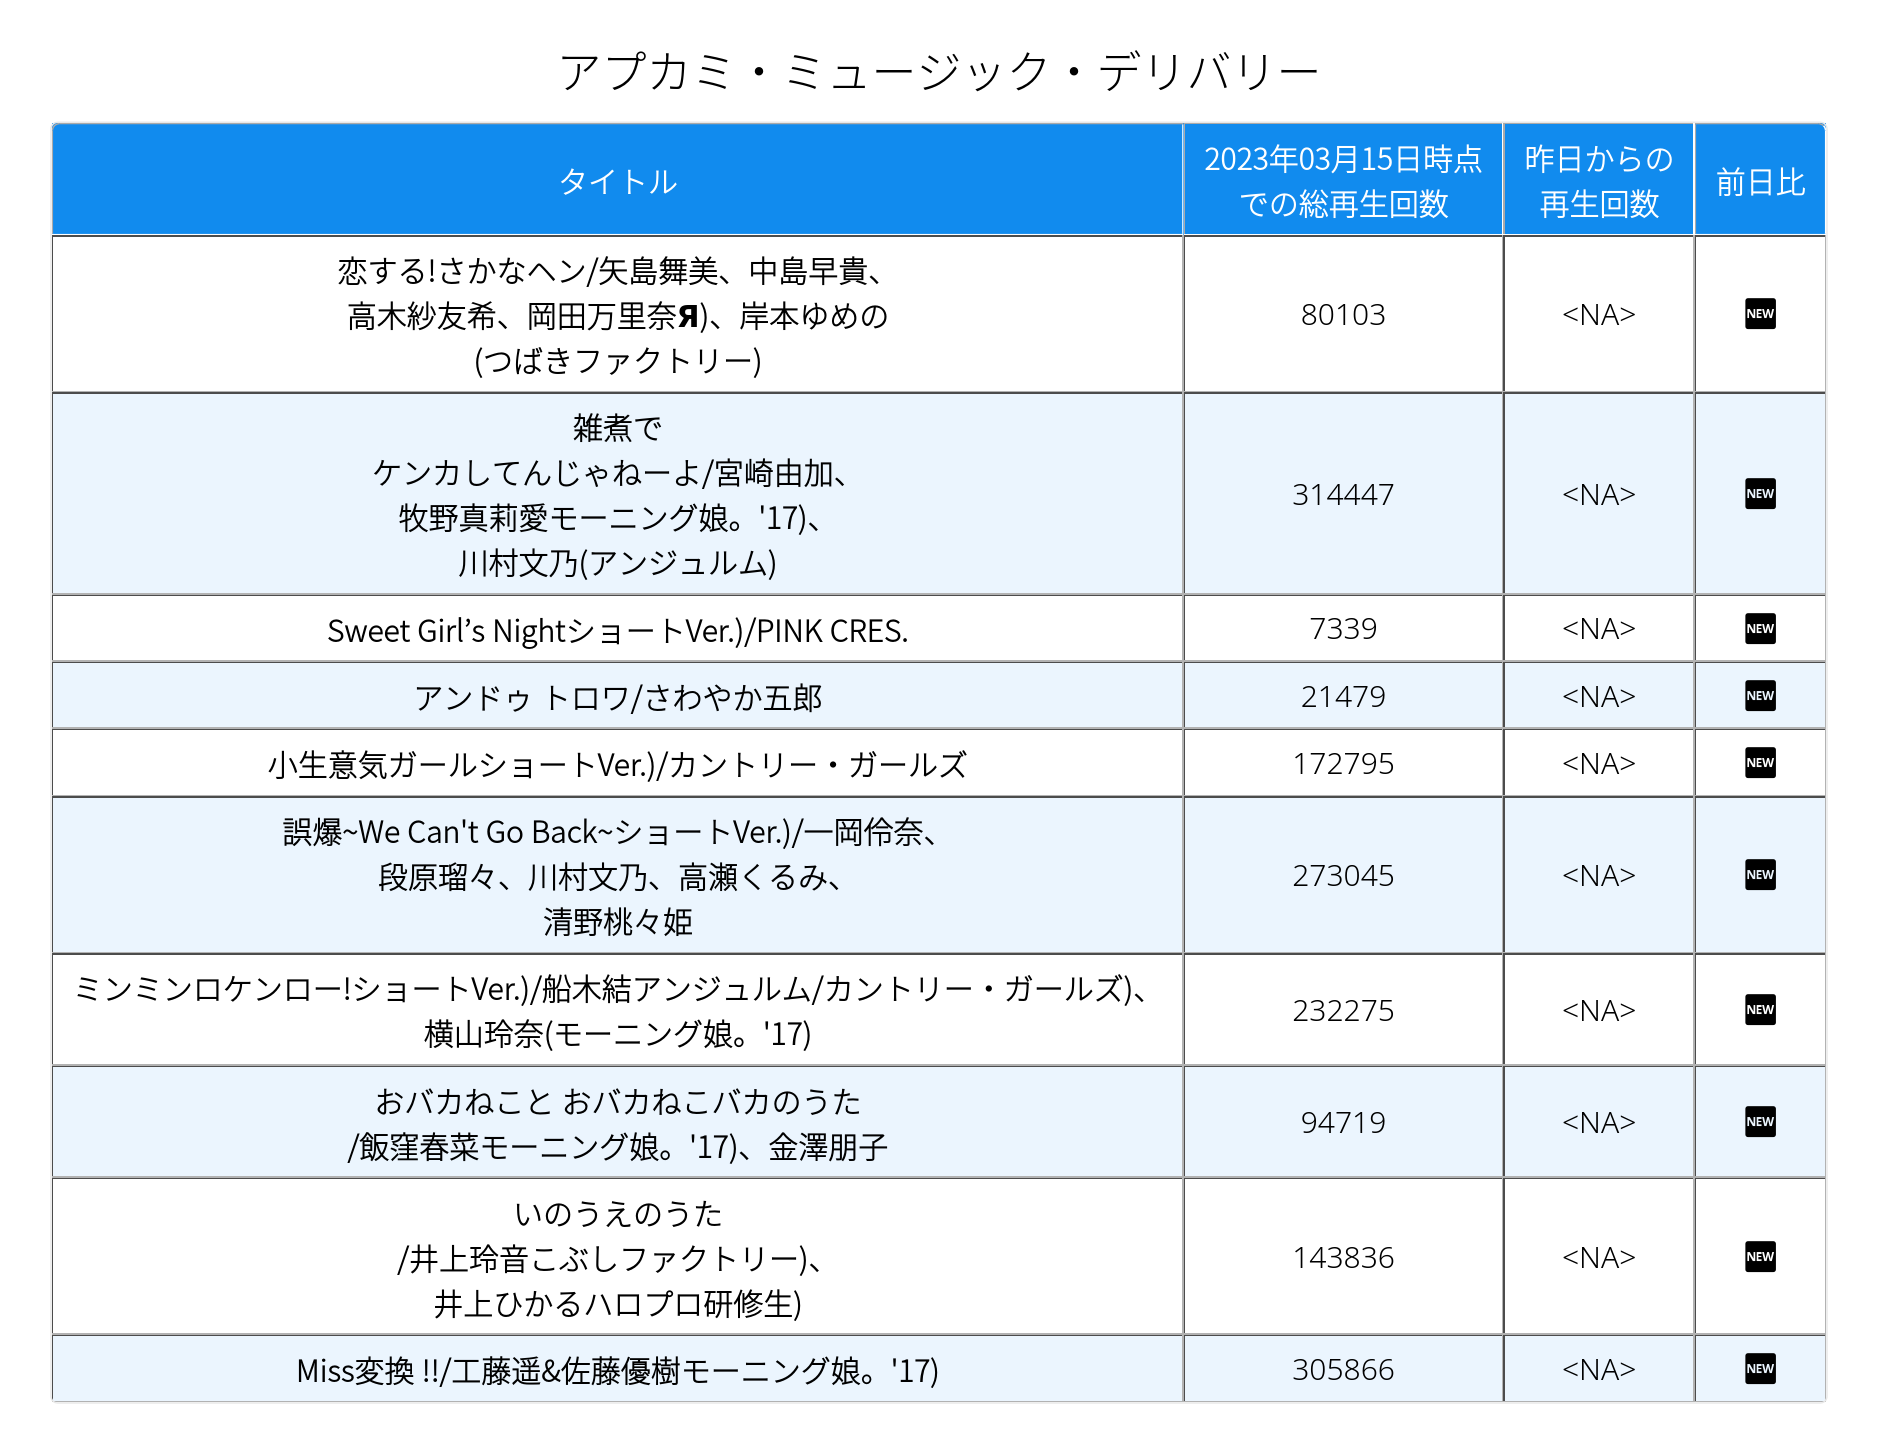 アプカミ・ミュージック・デリバリー
タイトル
2023年03月15日時点
での総再生回数
昨日からの
再生回数
前日比
恋する!さかなヘン/矢島舞美、中島早貴、
高木紗友希、岡田万里奈Я)、岸本ゆめの
(つばきファクトリー)
80103
<NA>
NEW
雑煮で
ケンカしてんじゃねーよ/宮崎由加、
牧野真莉愛モーニング娘。'17)、
川村文乃(アンジュルム)
314447
<NA>
NEW
Sweet Girl’s NightショートVer.)/PINK CRES.
7339
<NA>
NEW
アンドゥ トロワ/さわやか五郎
21479
<NA>
NEW
小生意気ガールショートVer.)/カントリー・ガールズ
172795
<NA>
NEW
誤爆~We Can't Go Back~ショートVer.)/一岡伶奈、
段原瑠々、川村文乃、高瀬くるみ、
清野桃々姫
273045
<NA>
NEW
ミンミンロケンロー!ショートVer.)/船木結アンジュルム/カントリー・ガールズ)、
横山玲奈(モーニング娘。'17)
232275
<NA>
NEW
おバカねこと おバカねこバカのうた
/飯窪春菜モーニング娘。'17)、金澤朋子
94719
<NA>
NEW
いのうえのうた
/井上玲音こぶしファクトリー)、
井上ひかるハロプロ研修生)
143836
<NA>
NEW
Miss変換 !!/工藤遥&佐藤優樹モーニング娘。'17)
305866
<NA>
NEW